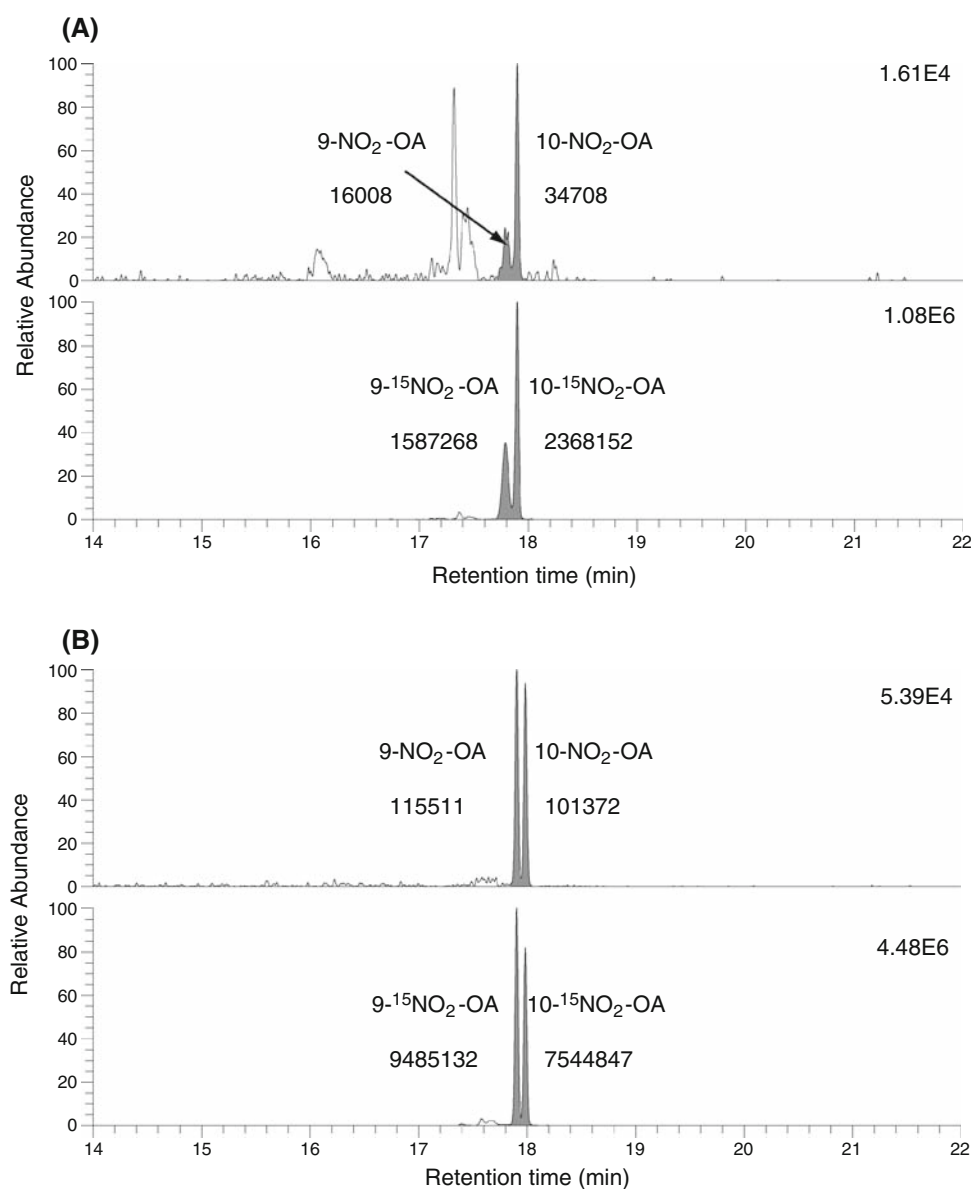 (A)
100
80
60
40
20
0
Relative Abundance
1.61E4
9-NO₂-OA
10-NO₂-OA
16008
34708
100
80
60
40
20
0
1.08E6
9-¹⁵NO₂-OA
10-¹⁵NO₂-OA
1587268
2368152
14 15 16 17 18 19 20 21 22
Retention time (min)
(B)
100
80
60
40
20
0
Relative Abundance
5.39E4
9-NO₂-OA
10-NO₂-OA
115511
101372
100
80
60
40
20
0
4.48E6
9-¹⁵NO₂-OA
10-¹⁵NO₂-OA
9485132
7544847
14 15 16 17 18 19 20 21 22
Retention time (min)